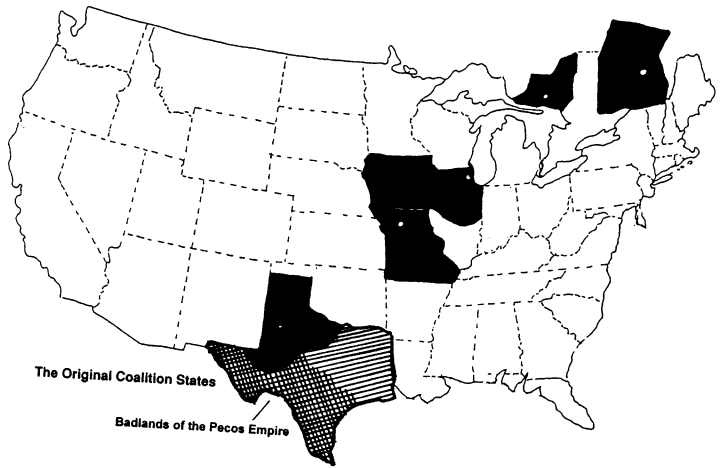 The Original Coalition States
Badlands of the Pecos Empire